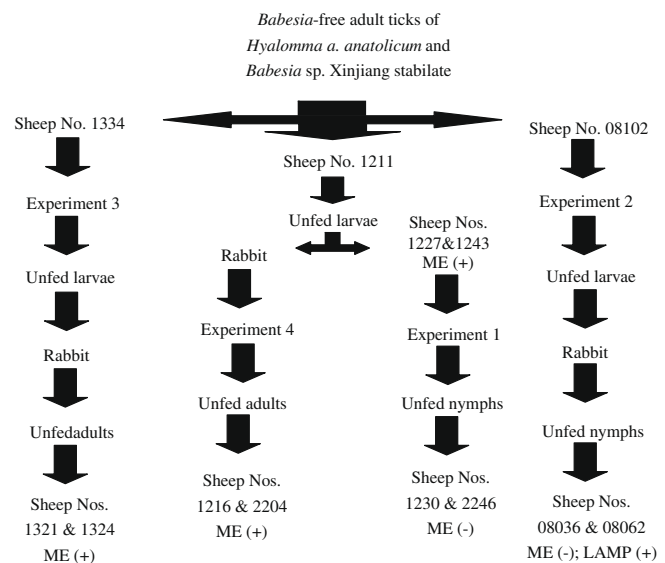 Babesia-free adult ticks of
Hyalomma a. anatolicum and
Babesia sp. Xinjiang stabilate
Sheep No. 1334
Experiment 3
Unfed larvae
Rabbit
Unfedadults
Sheep Nos.
1321 & 1324
ME (+)
Sheep No. 1211
Unfed larvae
Rabbit
Experiment 4
Unfed adults
Sheep Nos.
1216 & 2204
ME (+)
Sheep Nos.
1227&1243
ME (+)
Experiment 1
Unfed nymphs
Sheep Nos.
1230 & 2246
ME (-)
Sheep No. 08102
Experiment 2
Unfed larvae
Rabbit
Unfed nymphs
Sheep Nos.
08036 & 08062
ME (-); LAMP (+)